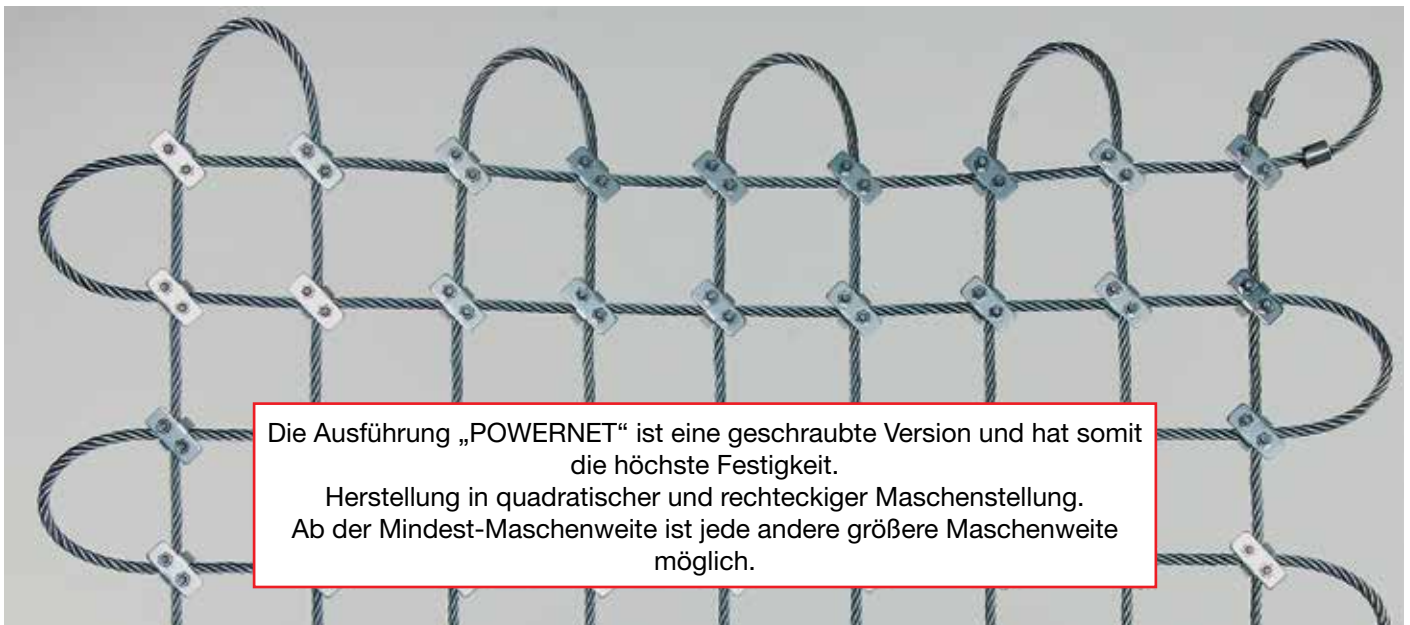 Die Ausführung „POWERNET“ ist eine geschraubte Version und hat somit
die höchste Festigkeit.
Herstellung in quadratischer und rechteckiger Maschenstellung.
Ab der Mindest-Maschenweite ist jede andere größere Maschenweite
möglich.